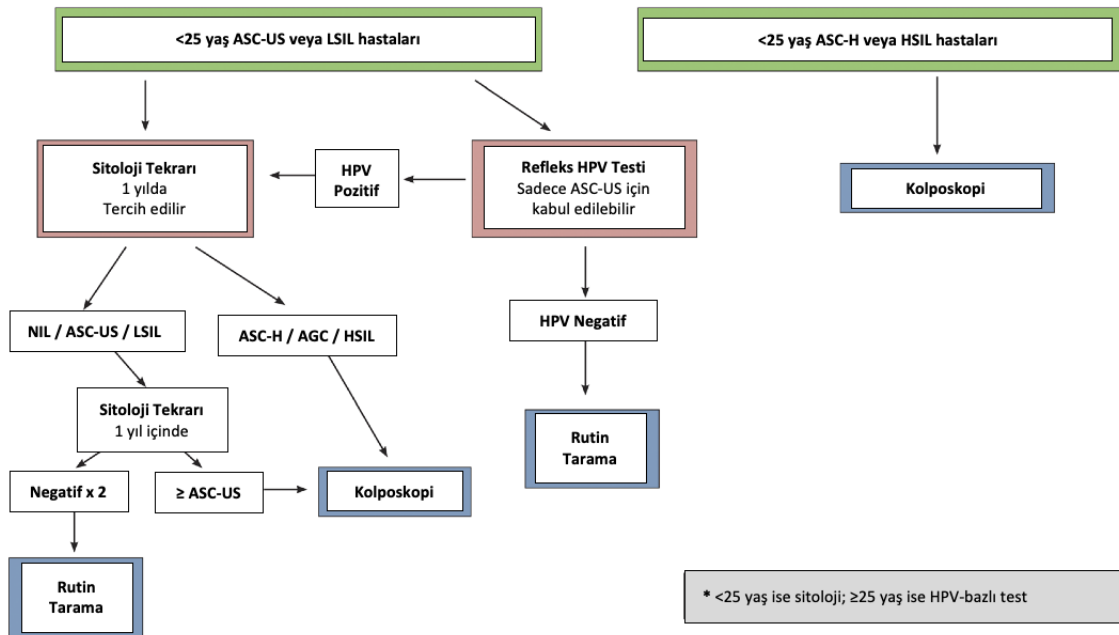 <25 yaş ASC-US veya LSIL hastaları
<25 yaş ASC-H veya HSIL hastaları
Sitoloji Tekrarı
1 yılda
Tercih edilir
HPV
Pozitif
Refleks HPV Testi
Sadece ASC-US için
kabul edilebilir
Kolposkopi
NIL / ASC-US / LSIL
ASC-H / AGC / HSIL
HPV Negatif
Sitoloji Tekrarı
1 yıl içinde
Rutin
Tarama
Negatif x 2
≥ ASC-US
Kolposkopi
Rutin
Tarama
* <25 yaş ise sitoloji; ≥25 yaş ise HPV-bazlı test